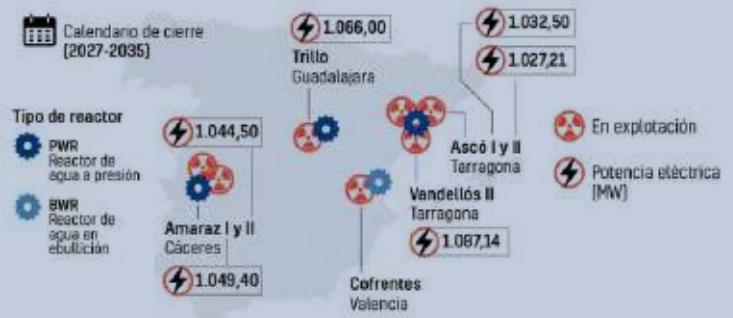 Calendario de cierre
(2027-2035)
Tipo de reactor
PWR
Reactor de
agua a presión
BWR
Reactor de
agua en
ebullición
1.044,50
Amaraz I y II
Cáceres
1.049,40
1.066,00
Trillo
Guadalajara
1.032,50
1.027,21
Ascó I y II
Tarragona
Vandellós II
Tarragona
1.087,14
Cofrentes
Valencia
En explotación
Potencia eléctrica
(MW)